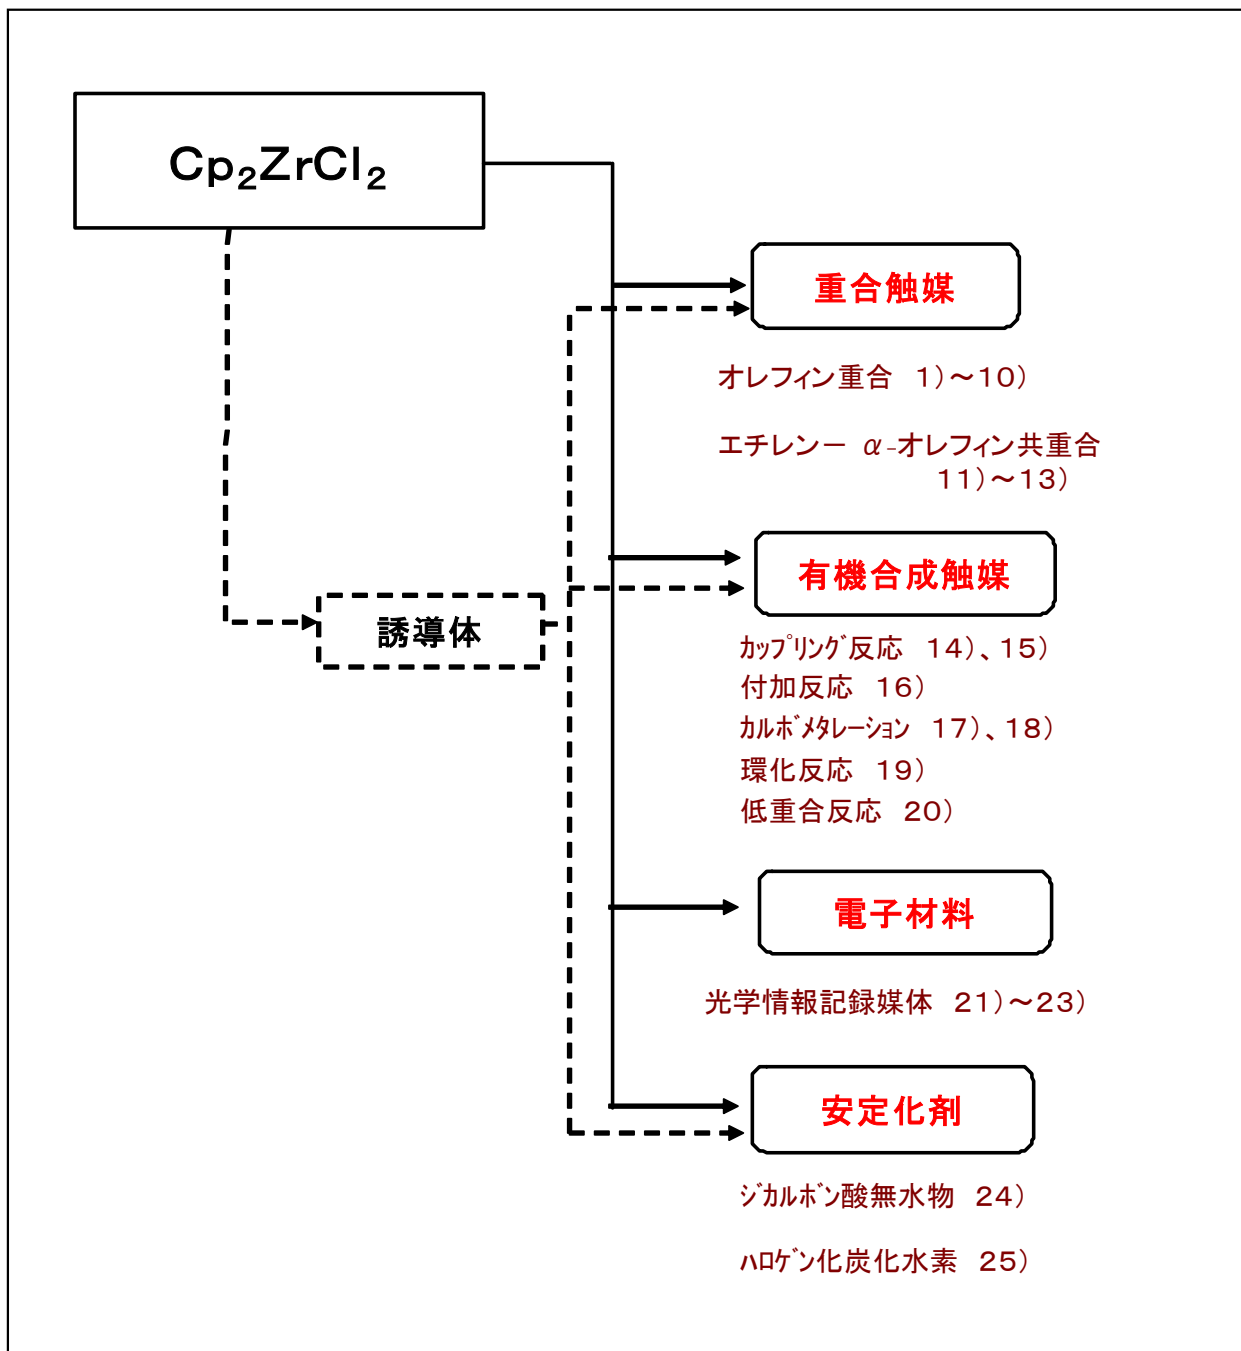 Cp₂ZrCl₂
重合触媒
オレフィン重合 1)～10)
エチレンー α-オレフィン共重合
11)～13)
有機合成触媒
誘導体
ｶｯﾌﾟﾘﾝｸﾞ反応 14)、15)
付加反応 16)
ｶﾙﾎﾞﾒﾀﾚｰｼｮﾝ 17)、18)
環化反応 19)
低重合反応 20)
電子材料
光学情報記録媒体 21)～23)
安定化剤
ｼﾞｶﾙﾎﾞﾝ酸無水物 24)
ﾊﾛｹﾞﾝ化炭化水素 25)